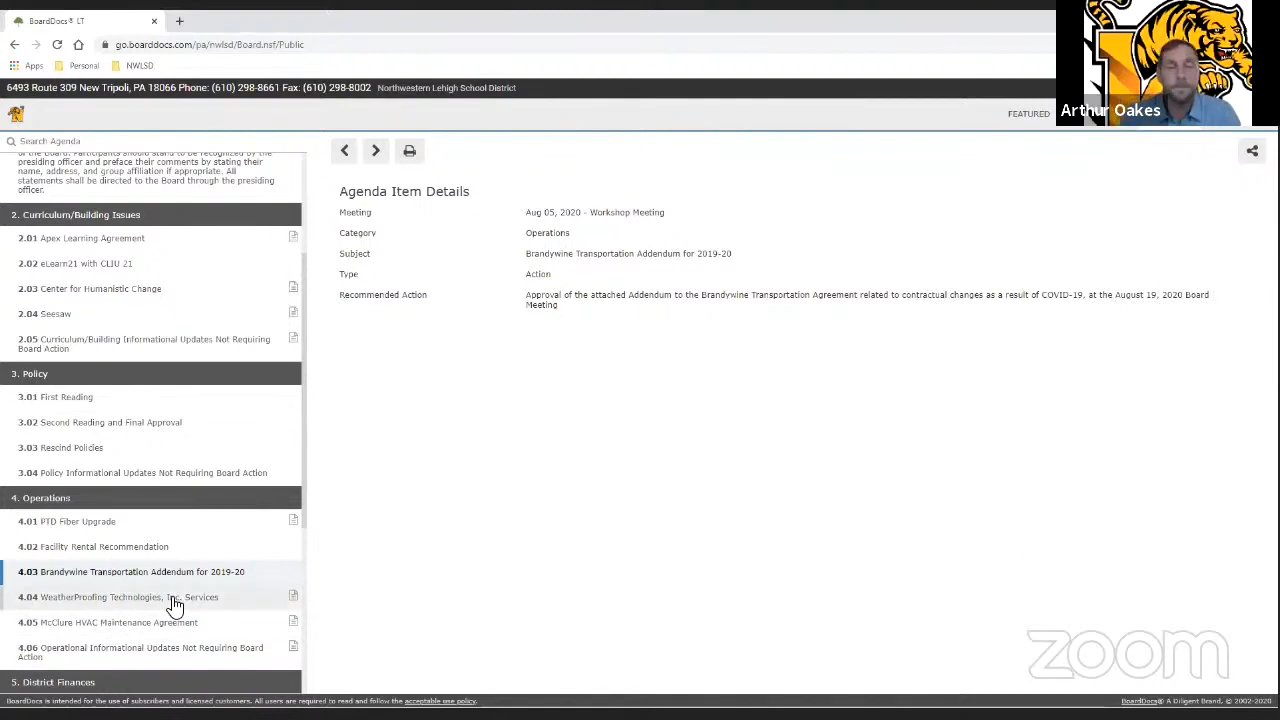 BoardDocs® LT
go.boarddocs.com/pa/nwlsd/Board.nsf/Public
Apps Personal NWLSD
6493 Route 309 New Tripoli, PA 18066 Phone: (610) 298-8661 Fax: (610) 298-8002 Northwestern Lehigh School District
FEATURED
Arthur Oakes
Search Agenda
of the Board. Participants should stand to be recognized by the
presiding officer and preface their comments by stating their
name, address, and group affiliation if appropriate. All
statements shall be directed to the Board through the presiding
officer.
2. Curriculum/Building Issues
2.01 Apex Learning Agreement
2.02 eLearn21 with CLIU 21
2.03 Center for Humanistic Change
2.04 Seesaw
2.05 Curriculum/Building Informational Updates Not Requiring
Board Action
3. Policy
3.01 First Reading
3.02 Second Reading and Final Approval
3.03 Rescind Policies
3.04 Policy Informational Updates Not Requiring Board Action
4. Operations
4.01 PTD Fiber Upgrade
4.02 Facility Rental Recommendation
4.03 Brandywine Transportation Addendum for 2019-20
4.04 WeatherProofing Technologies, Inc. Services
4.05 McClure HVAC Maintenance Agreement
4.06 Operational Informational Updates Not Requiring Board
Action
5. District Finances
Agenda Item Details
Meeting Aug 05, 2020 - Workshop Meeting
Category Operations
Subject Brandywine Transportation Addendum for 2019-20
Type Action
Recommended Action Approval of the attached Addendum to the Brandywine Transportation Agreement related to contractual changes as a result of COVID-19, at the August 19, 2020 Board
Meeting
zoom
BoardDocs is intended for the use of subscribers and licensed customers. All users are required to read and follow the acceptable use policy.
BoardDocs® A Diligent Brand, © 2002-2020